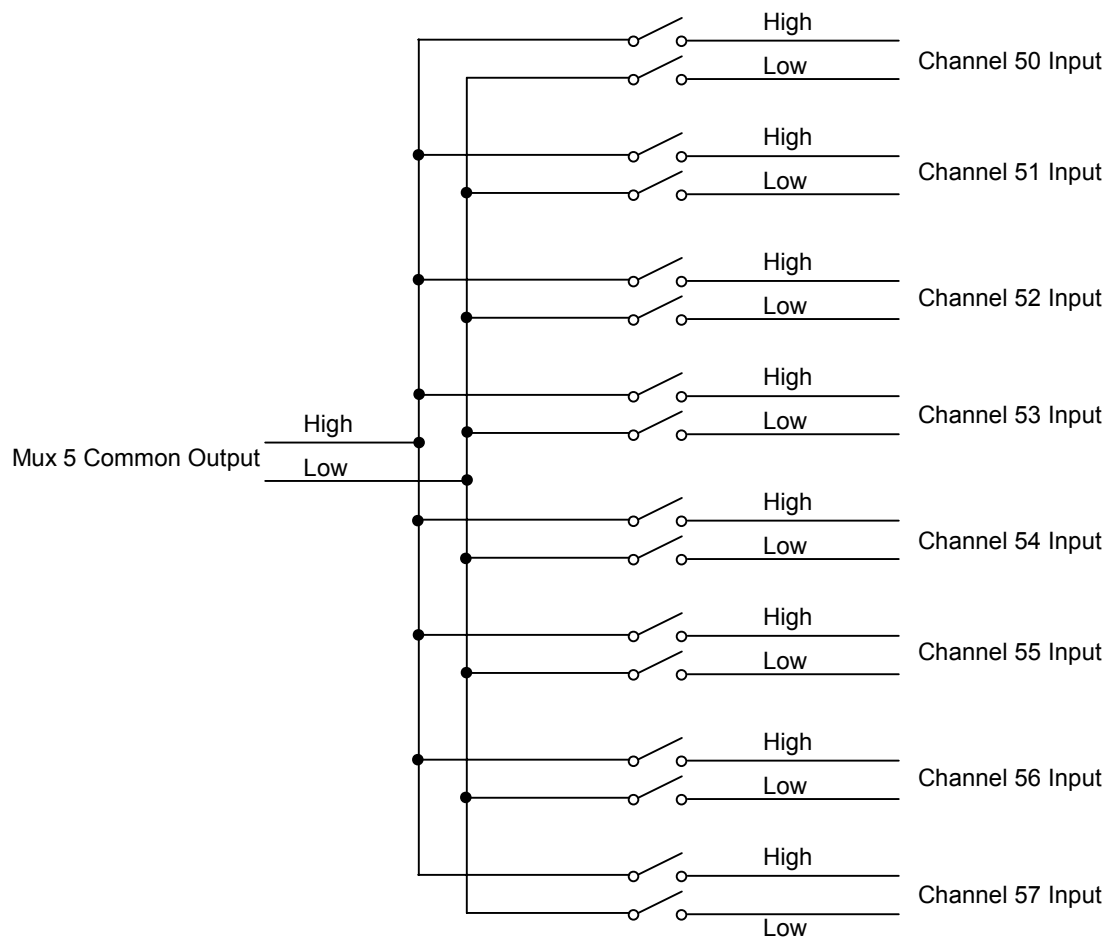 High
Low
Channel 50 Input
High
Low
Channel 51 Input
High
Low
Channel 52 Input
High
Low
Channel 53 Input
High
Low
Mux 5 Common Output
High
Low
Channel 54 Input
High
Low
Channel 55 Input
High
Low
Channel 56 Input
High
Low
Channel 57 Input